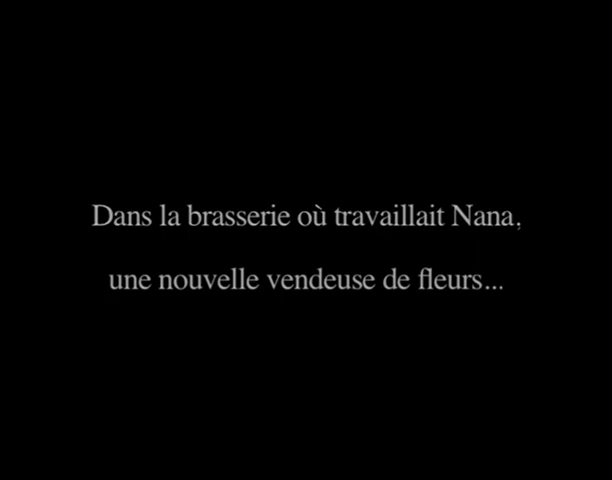 Dans la brasserie où travaillait Nana,
une nouvelle vendeuse de fleurs...